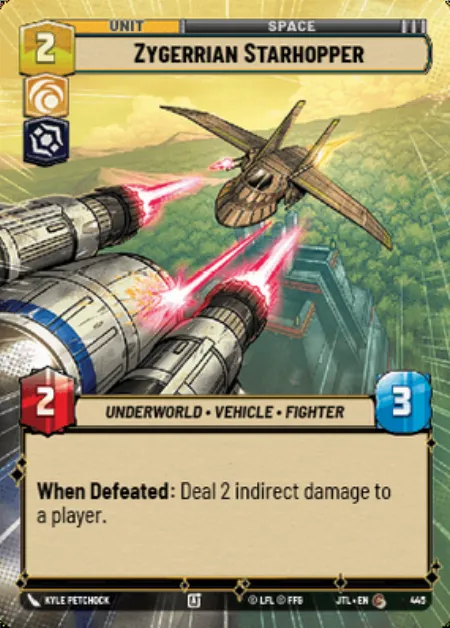 UNIT SPACE
2 ZYGERRIAN STARHOPPER
2 UNDERWORLD • VEHICLE • FIGHTER 3
When Defeated: Deal 2 indirect damage to
a player.
KYLE PETCHOCK © LFL © FFG JTL • EN 445